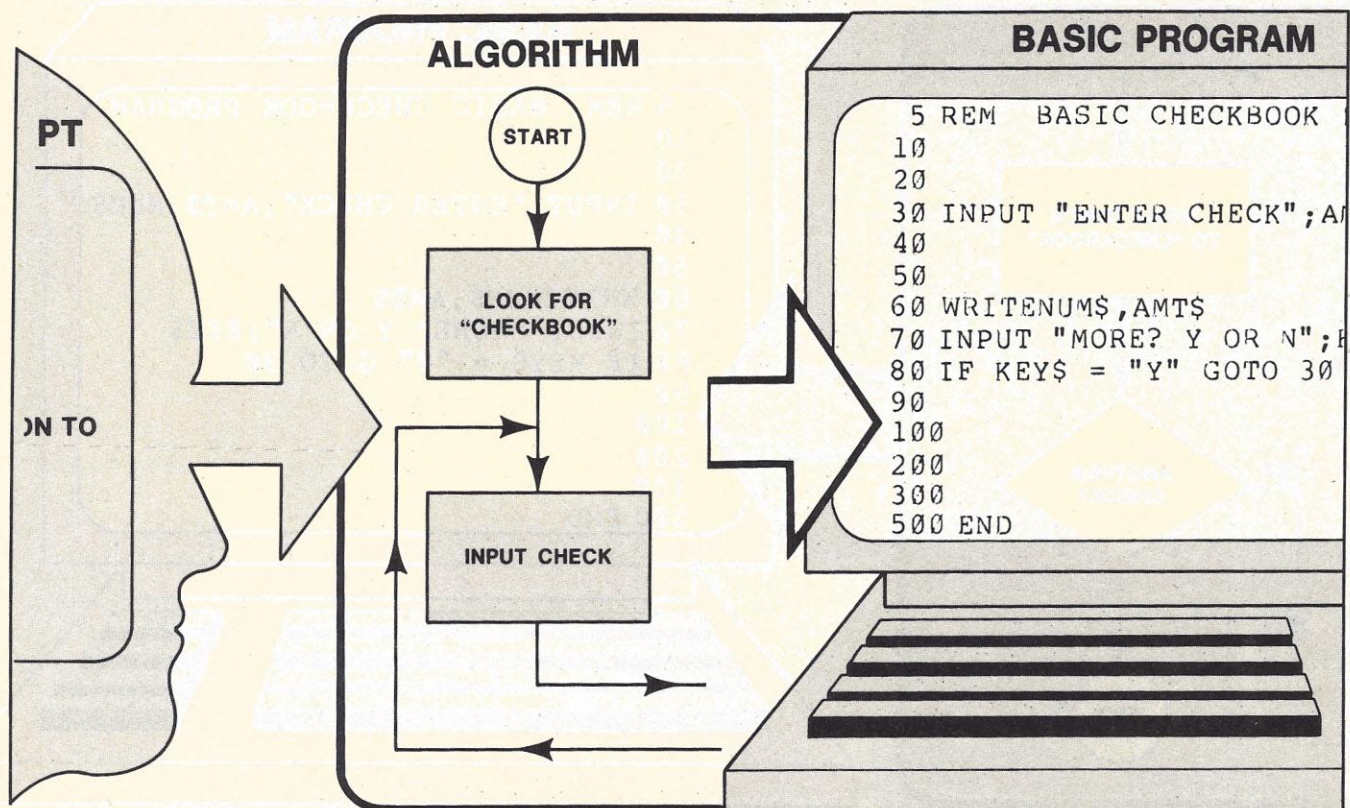 PT
ON TO
ALGORITHM
START
LOOK FOR
“CHECKBOOK”
INPUT CHECK
BASIC PROGRAM
5 REM BASIC CHECKBOOK
10
20
30 INPUT "ENTER CHECK";AM
40
50
60 WRITENUM$,AMT$
70 INPUT "MORE? Y OR N";K
80 IF KEY$ = "Y" GOTO 30
90
100
200
300
500 END